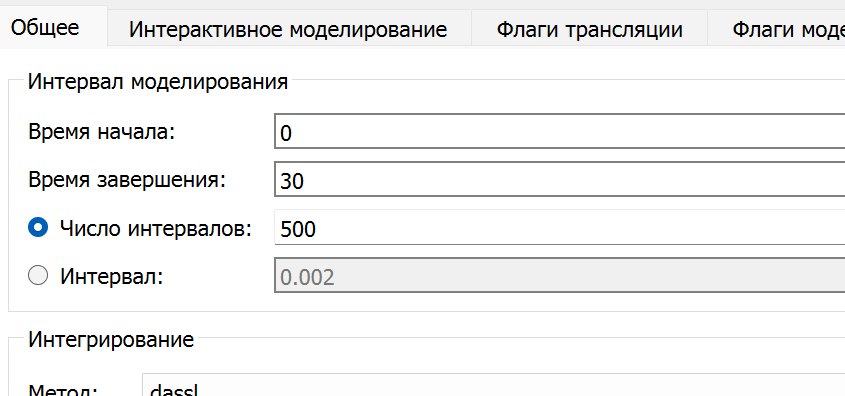 Общее Интерактивное моделирование Флаги трансляции Флаги
Интервал моделирования
Время начала: 0
Время завершения: 30
Число интервалов: 500
Интервал: 0.002
Интегрирование
Метод: dassl